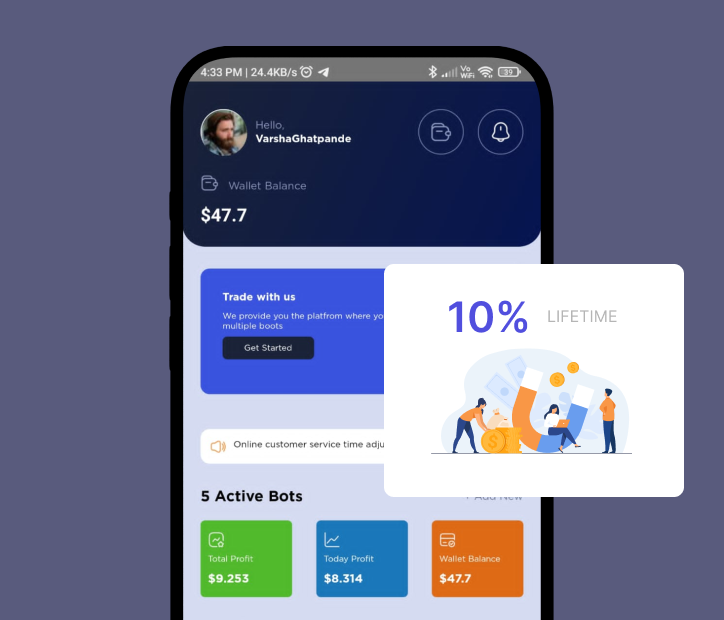 4:33 PM | 24.4KB/s
Vo
WiFi
39
Hello,
VarshaGhatpande
Wallet Balance
$47.7
Trade with us
We provide you the platfrom where yo
multiple boots
Get Started
10% LIFETIME
Online customer service time adju
5 Active Bots
+ Add New
Total Profit
$9.253
Today Profit
$8.314
Wallet Balance
$47.7